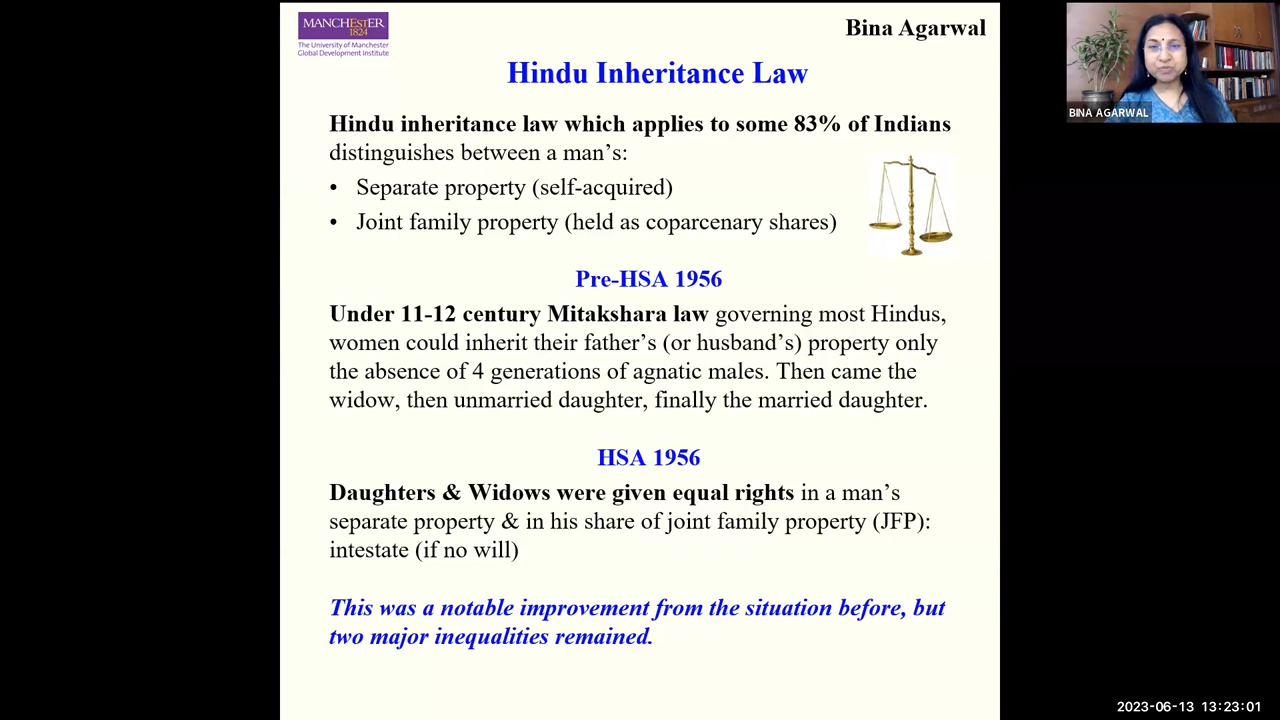 MANCHESTER
1824
The University of Manchester
Global Development Institute
Bina Agarwal
Hindu Inheritance Law
Hindu inheritance law which applies to some 83% of Indians
distinguishes between a man’s:
• Separate property (self-acquired)
• Joint family property (held as coparcenary shares)
Pre-HSA 1956
Under 11-12 century Mitakshara law governing most Hindus,
women could inherit their father’s (or husband’s) property only
the absence of 4 generations of agnatic males. Then came the
widow, then unmarried daughter, finally the married daughter.
HSA 1956
Daughters & Widows were given equal rights in a man’s
separate property & in his share of joint family property (JFP):
intestate (if no will)
This was a notable improvement from the situation before, but
two major inequalities remained.
BINA AGARWAL
2023-06-13 13:23:01